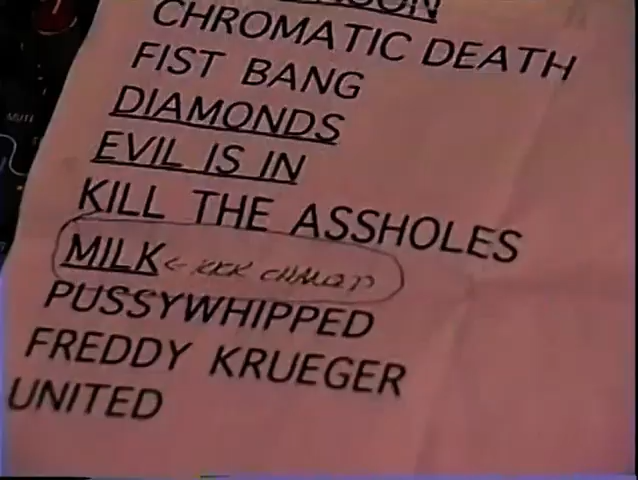 CHROMATIC DEATH
FIST BANG
DIAMONDS
EVIL IS IN
KILL THE ASSHOLES
MILK
PUSSYWHIPPED
FREDDY KRUEGER
UNITED